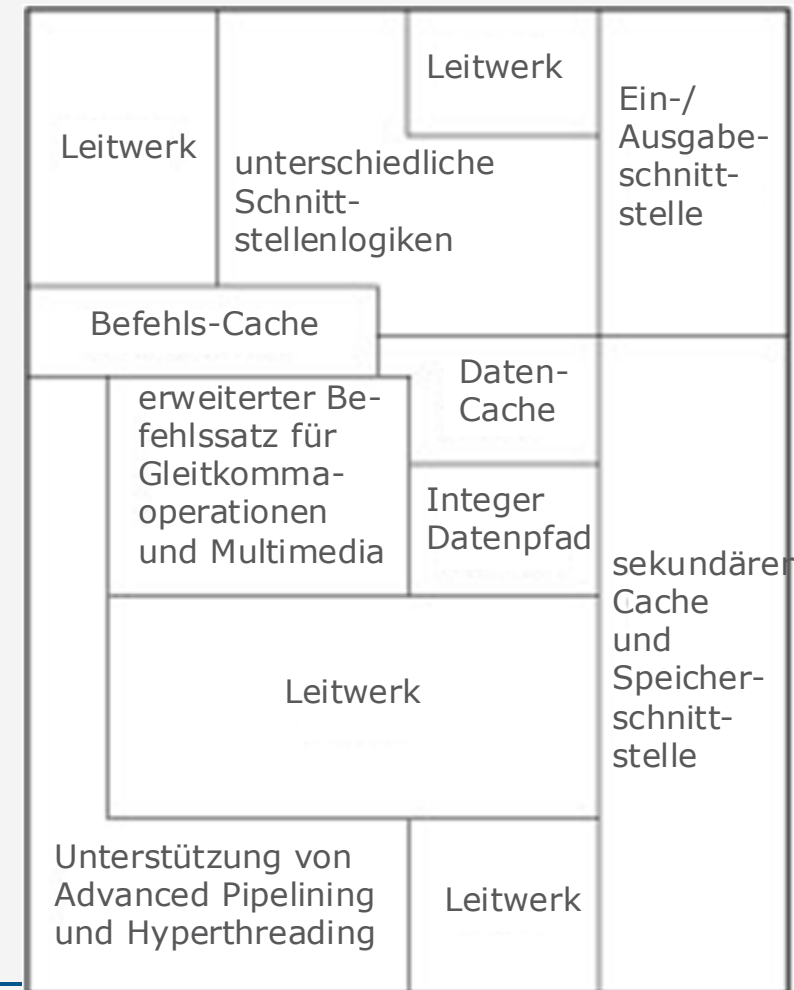 Leitwerk
unterschiedliche
Schnitt-
stellenlogiken
Leitwerk
Ein-/
Ausgabe-
schnitt-
stelle
Befehls-Cache
erweiterter Be-
fehlssatz für
Gleitkomma-
operationen
und Multimedia
Daten-
Cache
Integer
Datenpfad
sekundärer
Cache
und
Speicher-
schnitt-
stelle
Leitwerk
Unterstützung von
Advanced Pipelining
und Hyperthreading
Leitwerk